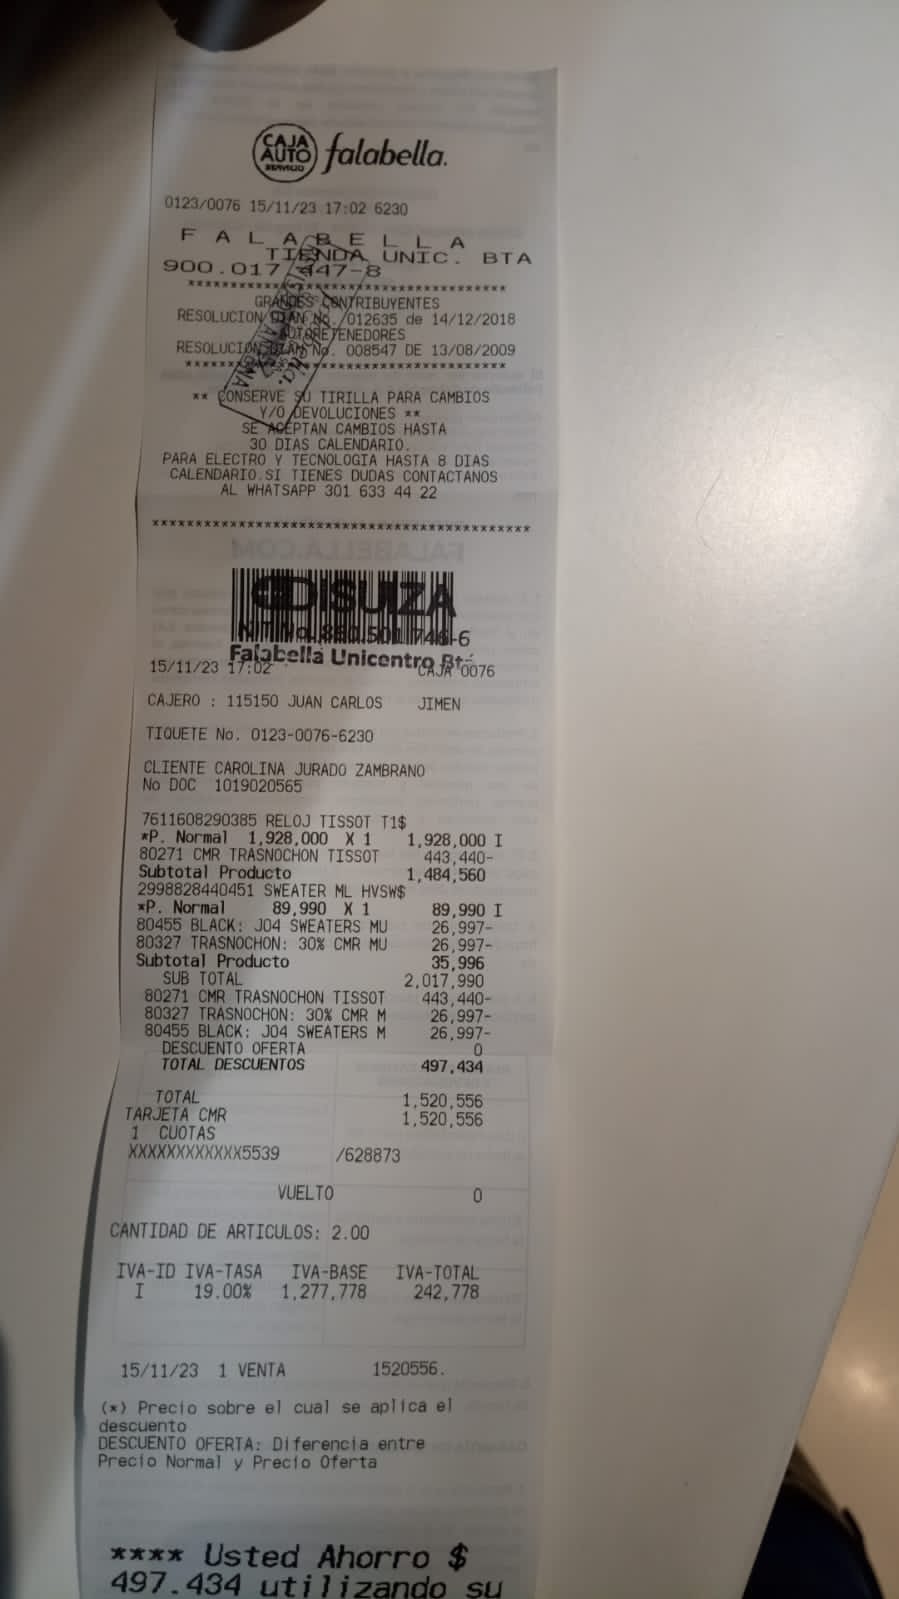 CAJA
AUTO
SERVICIO
falabella.
0123/0076 15/11/23 17:02 6230
F A L A B E L L A
TIENDA UNIC. BTA
900.017.447-8
****************************************
GRANDES CONTRIBUYENTES
RESOLUCION DIAN No. 012635 de 14/12/2018
AUTORETENEDORES
RESOLUCION DIAN No. 008547 DE 13/08/2009
****************************************
** CONSERVE SU TIRILLA PARA CAMBIOS
Y/O DEVOLUCIONES **
SE ACEPTAN CAMBIOS HASTA
30 DIAS CALENDARIO.
PARA ELECTRO Y TECNOLOGIA HASTA 8 DIAS
CALENDARIO.SI TIENES DUDAS CONTACTANOS
AL WHATSAPP 301 633 44 22
********************************************
FALABELLA.COM
DISUIZA
NIT No. 860.501.746-6
Falabella Unicentro Bt
15/11/23 17:02 CAJA 0076
CAJERO : 115150 JUAN CARLOS JIMEN
TIQUETE No. 0123-0076-6230
CLIENTE CAROLINA JURADO ZAMBRANO
No DOC 1019020565
7611608290385 RELOJ TISSOT T1$
*P. Normal 1,928,000 X 1 1,928,000 I
80271 CMR TRASNOCHON TISSOT 443,440-
Subtotal Producto 1,484,560
2998828440451 SWEATER ML HVSW$
*P. Normal 89,990 X 1 89,990 I
80455 BLACK: J04 SWEATERS MU 26,997-
80327 TRASNOCHON: 30% CMR MU 26,997-
Subtotal Producto 35,996
SUB TOTAL 2,017,990
80271 CMR TRASNOCHON TISSOT 443,440-
80327 TRASNOCHON: 30% CMR M 26,997-
80455 BLACK: J04 SWEATERS M 26,997-
DESCUENTO OFERTA 0
TOTAL DESCUENTOS 497,434
TOTAL 1,520,556
TARJETA CMR 1,520,556
1 CUOTAS
XXXXXXXXXXXX5539 /628873
VUELTO 0
CANTIDAD DE ARTICULOS: 2.00
IVA-ID IVA-TASA IVA-BASE IVA-TOTAL
I 19.00% 1,277,778 242,778
15/11/23 1 VENTA 1520556.
(*) Precio sobre el cual se aplica el
descuento
DESCUENTO OFERTA: Diferencia entre
Precio Normal y Precio Oferta
**** Usted Ahorro $
497.434 utilizando su